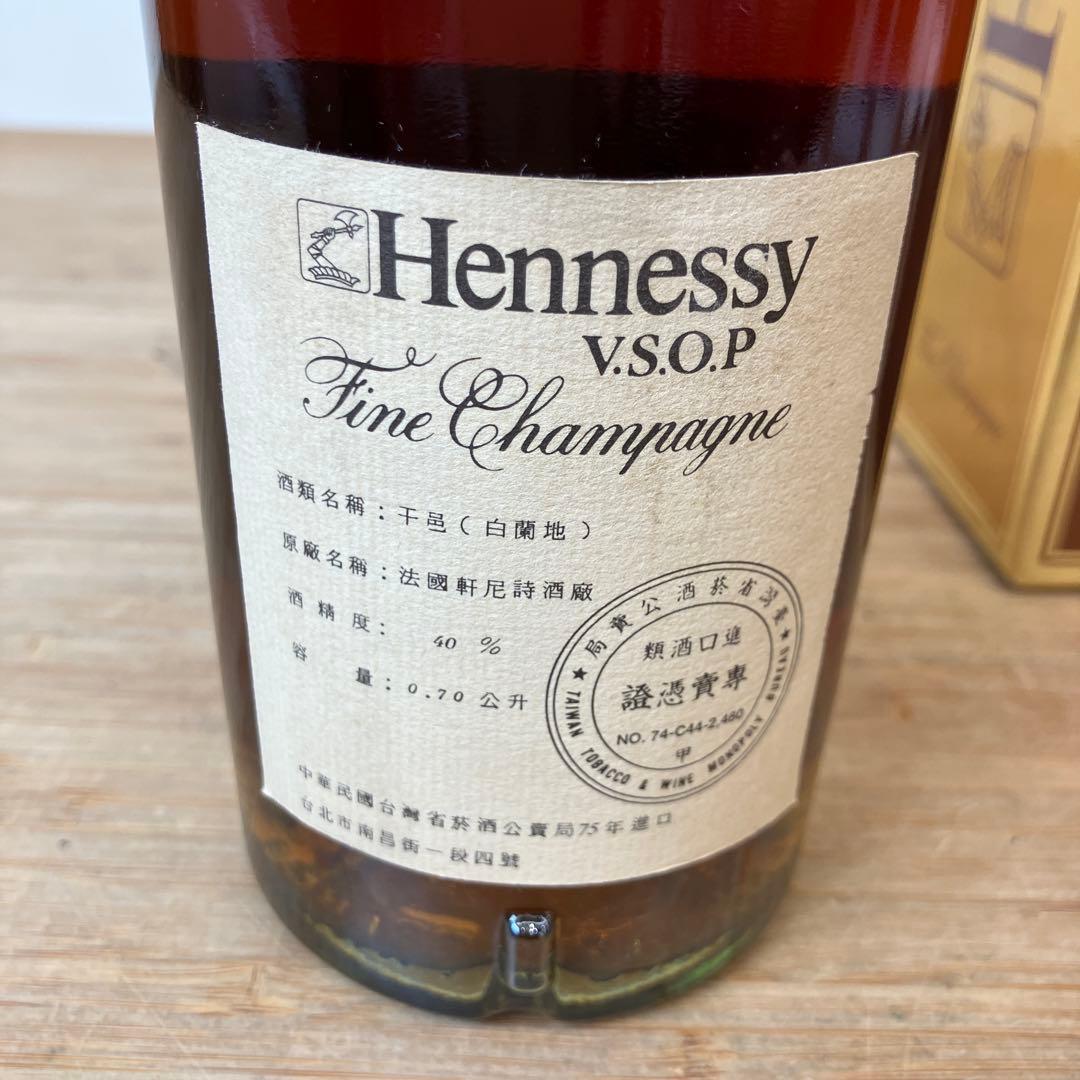 Hennessy
V.S.O.P
Fine Champagne
酒類名稱：干邑（白蘭地）
原廠名稱：法國軒尼詩酒廠
酒精度： 40 %
容量：0.70公升
臺灣省菸酒公賣局
進口酒類
專賣憑證
NO. 74-C44-2,480
甲
★ TAIWAN TOBACCO & WINE MONOPOLY BUREAU ★
中華民國台灣省菸酒公賣局75年進口
台北市南昌街一段四號